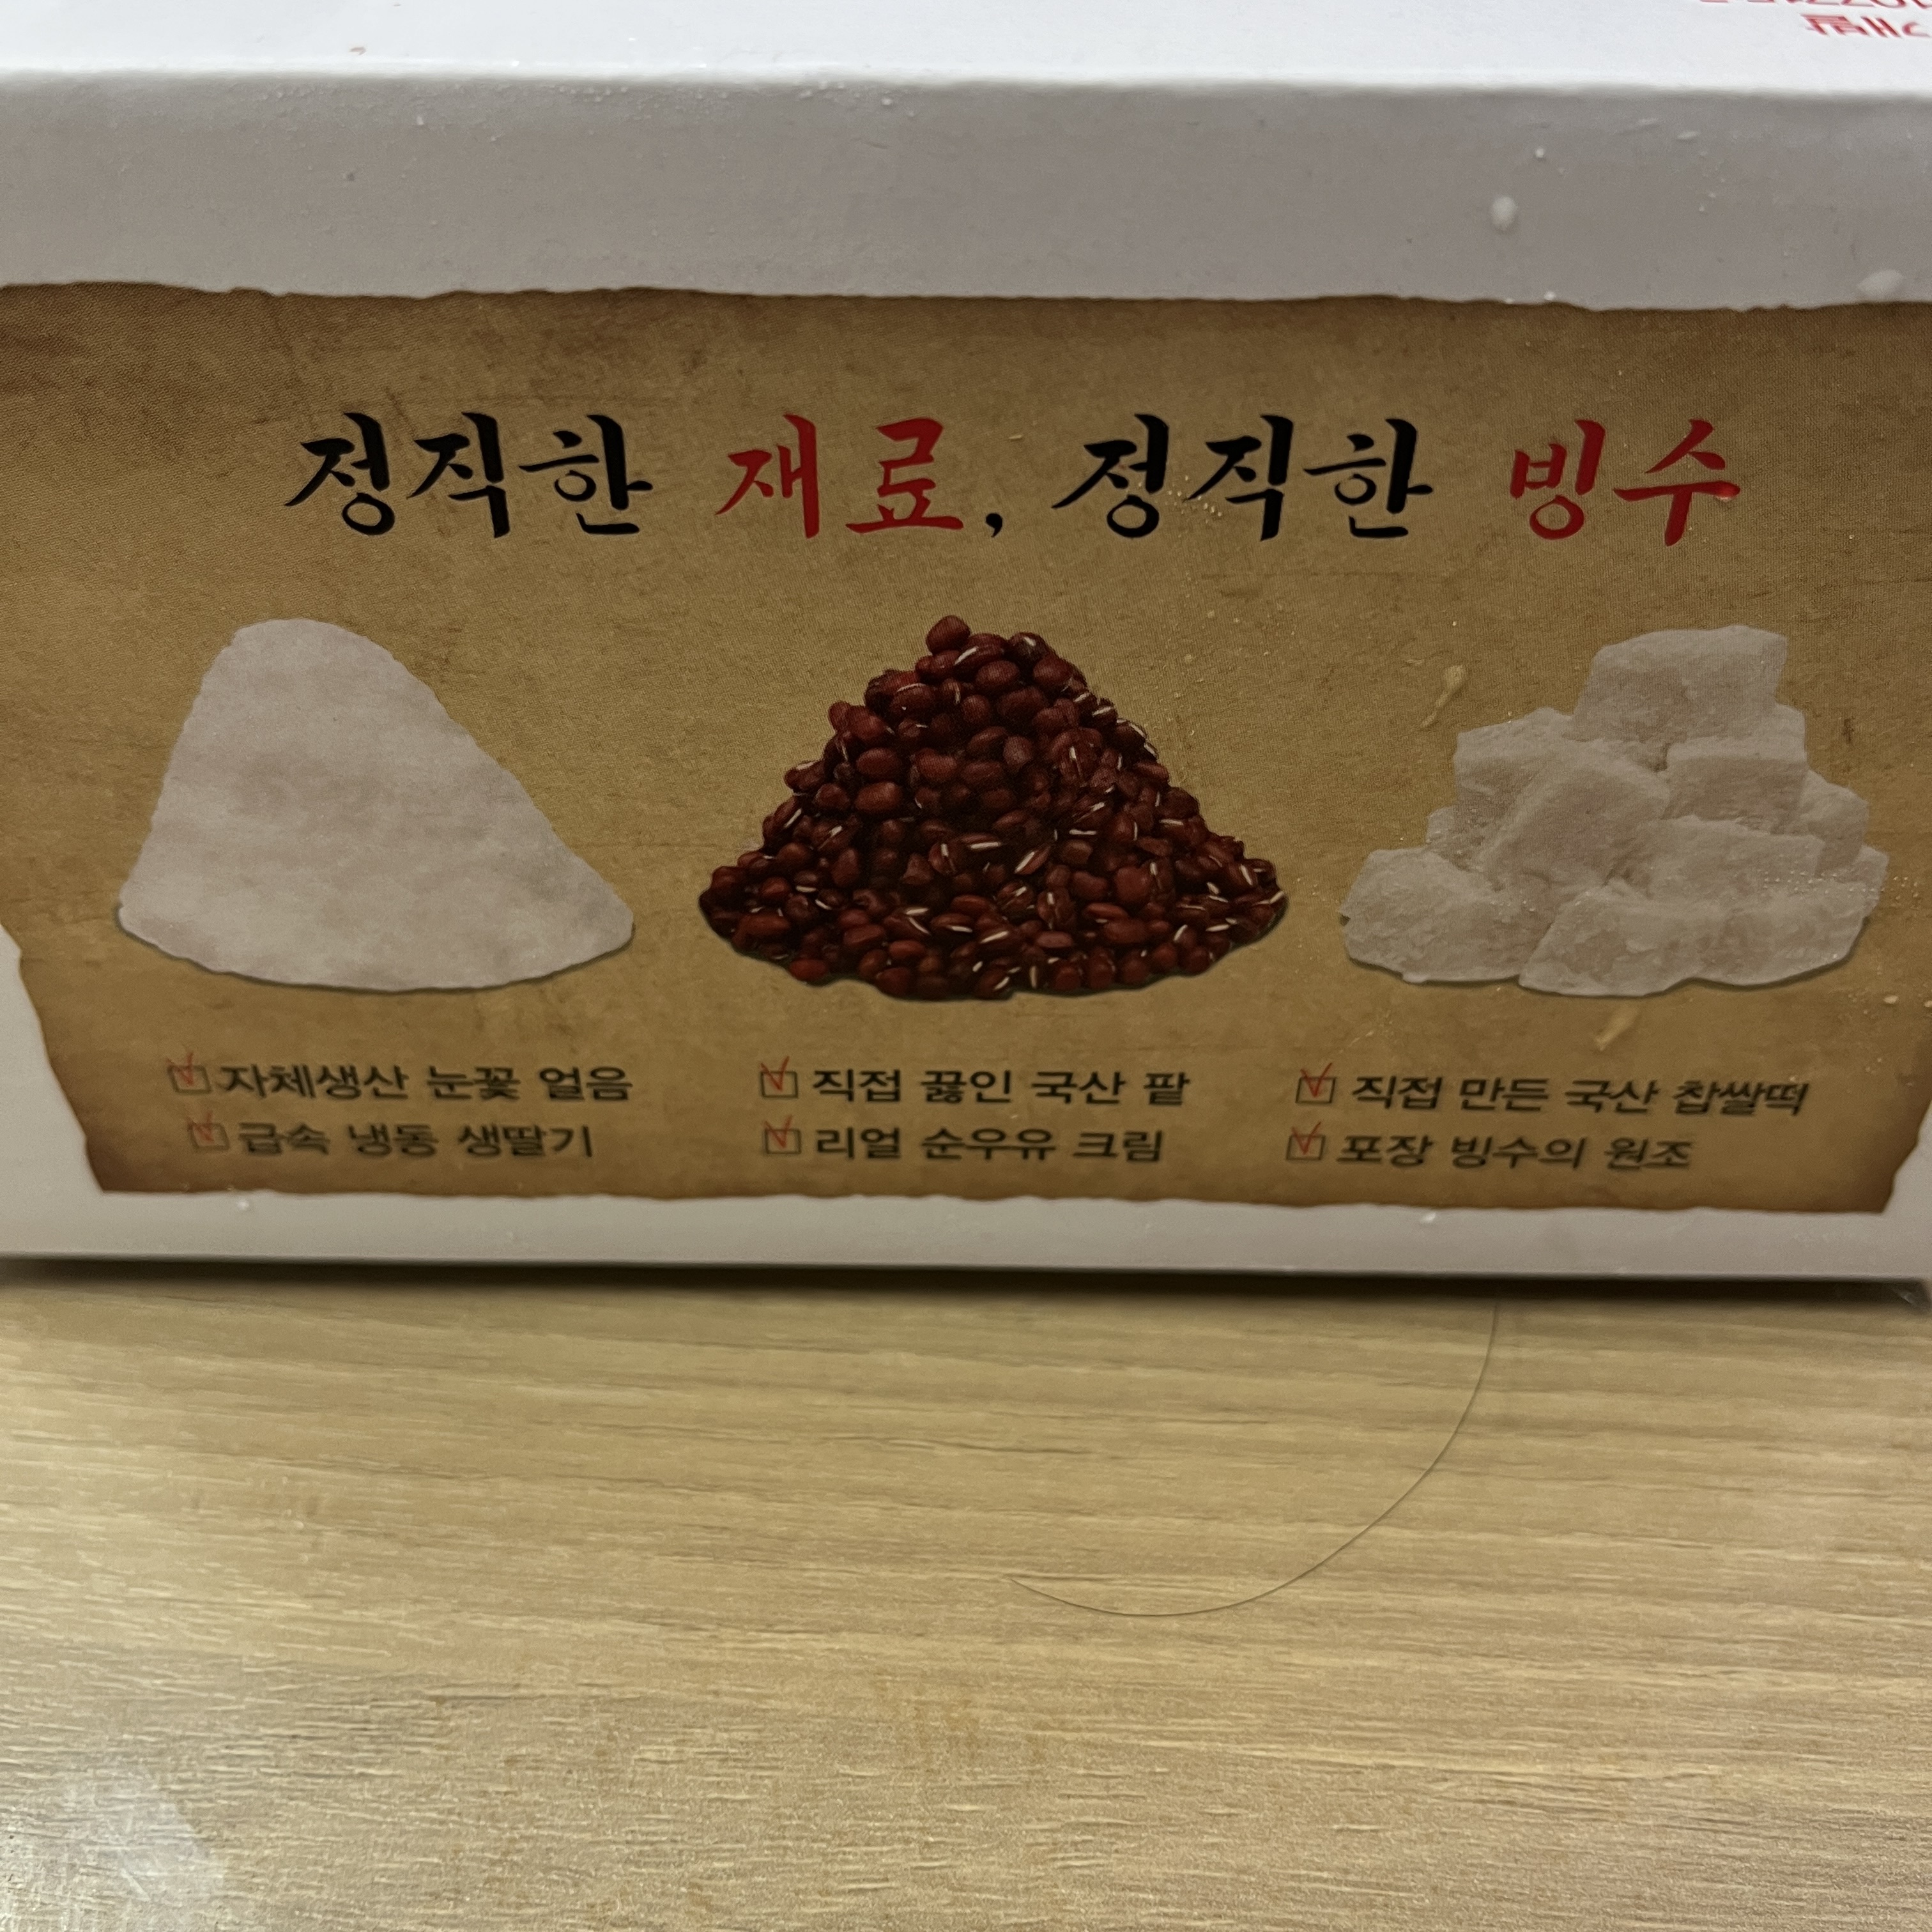 정직한 재료, 정직한 빙수
자체생산 눈꽃 얼음
급속 냉동 생딸기
직접 끓인 국산 팥
리얼 순우유 크림
직접 만든 국산 찹쌀떡
포장 빙수의 원조